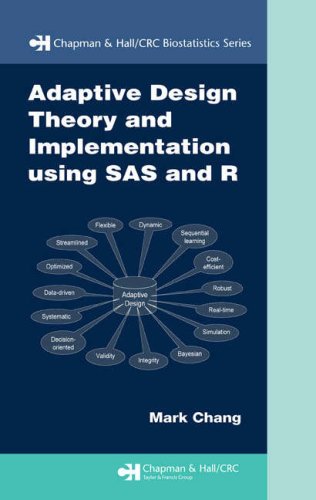 Chapman & Hall/CRC Biostatistics Series
Adaptive Design
Theory and
Implementation
using SAS and R
Flexible
Dynamic
Sequential
learning
Streamlined
Cost-
efficient
Optimized
Robust
Data-driven
Adaptive
Design
Real-time
Systematic
Simulation
Decision-
oriented
Bayesian
Validity
Integrity
Mark Chang
Chapman & Hall/CRC
Taylor & Francis Group